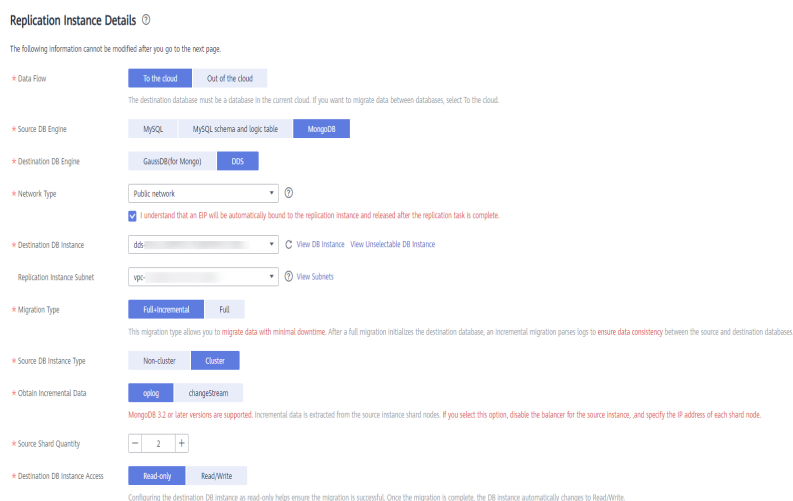 Replication Instance Details ?
The following information cannot be modified after you go to the next page.
* Data Flow To the cloud Out of the cloud
The destination database must be a database in the current cloud. If you want to migrate data between databases, select To the cloud.
* Source DB Engine MySQL MySQL schema and logic table MongoDB
* Destination DB Engine GaussDB(for Mongo) DDS
* Network Type Public network ?
I understand that an EIP will be automatically bound to the replication instance and released after the replication task is complete.
* Destination DB Instance dds- View DB Instance View Unselectable DB Instance
Replication Instance Subnet vpc- ? View Subnets
* Migration Type Full+Incremental Full
This migration type allows you to migrate data with minimal downtime. After a full migration initializes the destination database, an incremental migration parses logs to ensure data consistency between the source and destination databases
* Source DB Instance Type Non-cluster Cluster
* Obtain Incremental Data oplog changeStream
MongoDB 3.2 or later versions are supported. Incremental data is extracted from the source instance shard nodes. If you select this option, disable the balancer for the source instance, ,and specify the IP address of each shard node.
* Source Shard Quantity − 2 +
* Destination DB Instance Access Read-only Read/Write
Configuring the destination DB instance as read-only helps ensure the migration is successful. Once the migration is complete, the DB instance automatically changes to Read/Write.